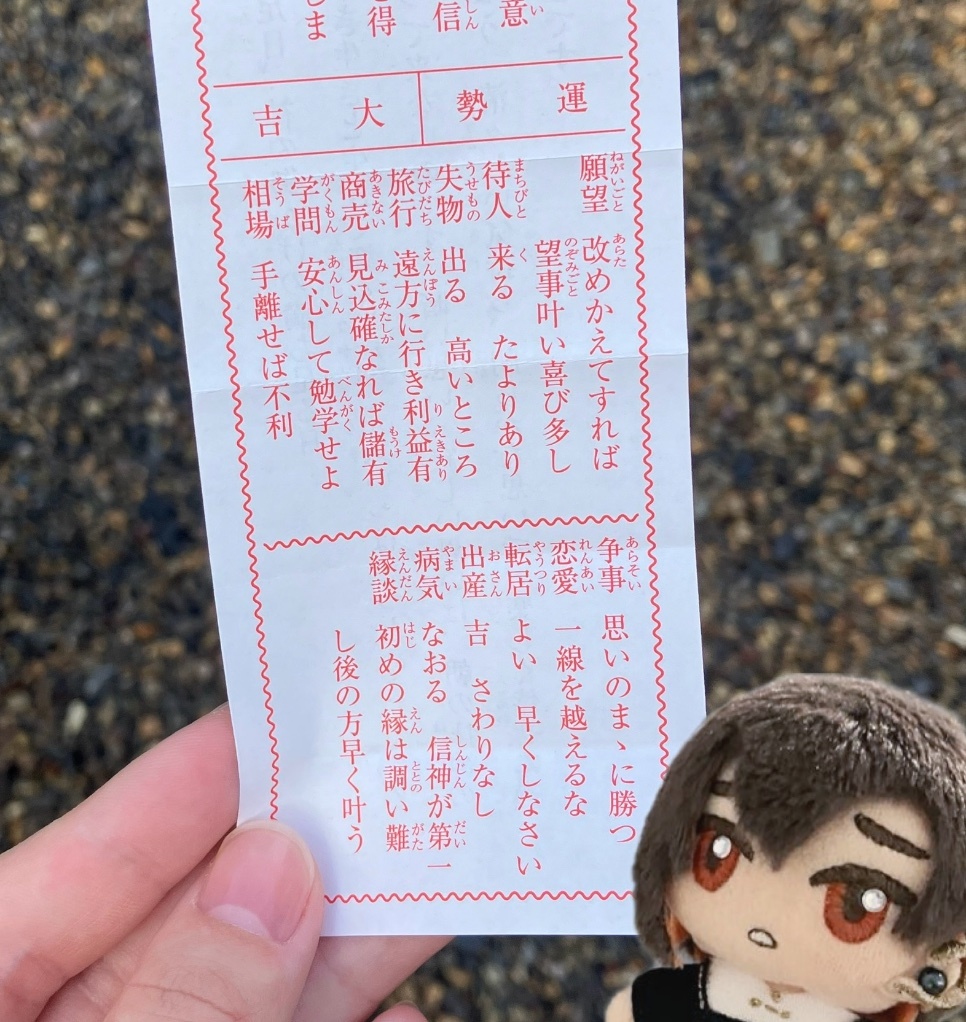 意
信
得
しま
運勢 大吉
願望 改めかえてすれば
望事叶い喜び多し
待人 来る たよりあり
失物 出る 高いところ
旅行 遠方に行き利益有
商売 見込確なれば儲有
学問 安心して勉学せよ
相場 手離せば不利
争事 思いのまゝに勝つ
恋愛 一線を越えるな
転居 よい 早くしなさい
出産 吉 さわりなし
病気 なおる 信神が第一
縁談 初めの縁は調い難
し後の方早く叶う